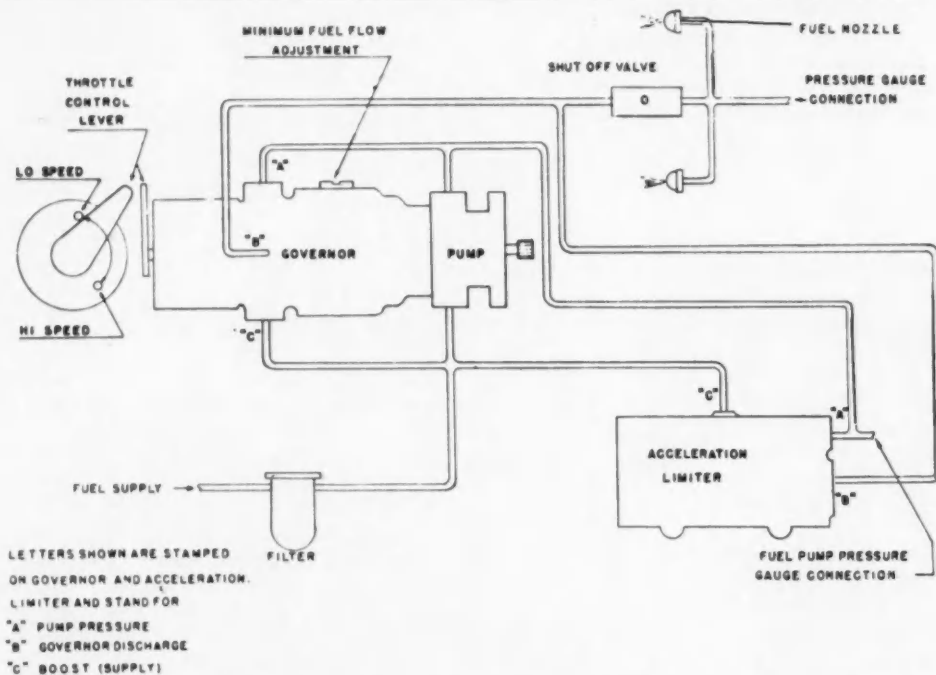 MINIMUM FUEL FLOW
ADJUSTMENT
FUEL NOZZLE
SHUT OFF VALVE
THROTTLE
CONTROL
LEVER
PRESSURE GAUGE
CONNECTION
O
LO SPEED
"A"
"B"
GOVERNOR
PUMP
HI SPEED
"C"
"C"
"A"
ACCELERATION
LIMITER
FUEL SUPPLY
"B"
FILTER
FUEL PUMP PRESSURE
GAUGE CONNECTION
LETTERS SHOWN ARE STAMPED
ON GOVERNOR AND ACCELERATION.
LIMITER AND STAND FOR
"A" PUMP PRESSURE
"B" GOVERNOR DISCHARGE
"C" BOOST (SUPPLY)